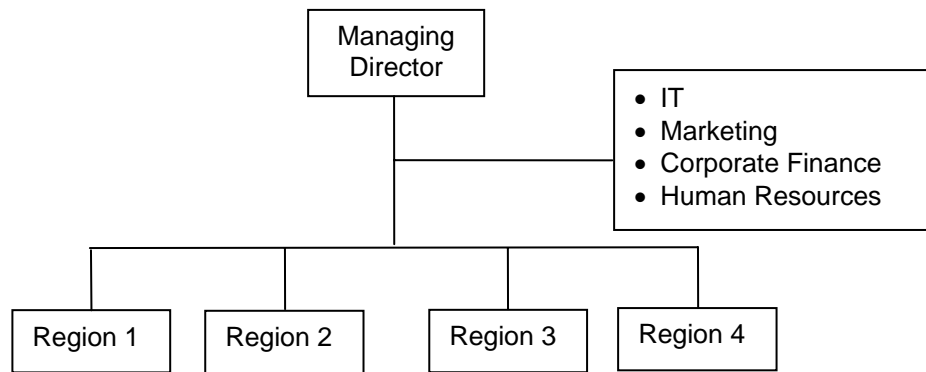 Managing
Director
• IT
• Marketing
• Corporate Finance
• Human Resources
Region 1
Region 2
Region 3
Region 4